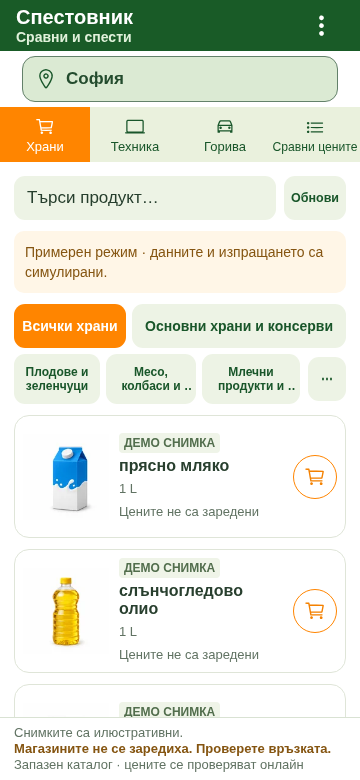 Спестовник
Сравни и спести
София
Храни
Техника
Горива
Сравни цените
Търси продукт…
Обнови
Примерен режим · данните и изпращането са
симулирани.
Всички храни
Основни храни и консерви
Плодове и
зеленчуци
Месо,
колбаси и ..
Млечни
продукти и ..
...
ДЕМО СНИМКА
прясно мляко
1 L
Цените не са заредени
ДЕМО СНИМКА
слънчогледово
олио
1 L
Цените не са заредени
ДЕМО СНИМКА
Снимките са илюстративни.
Магазините не се заредиха. Проверете връзката.
Запазен каталог · цените се проверяват онлайн